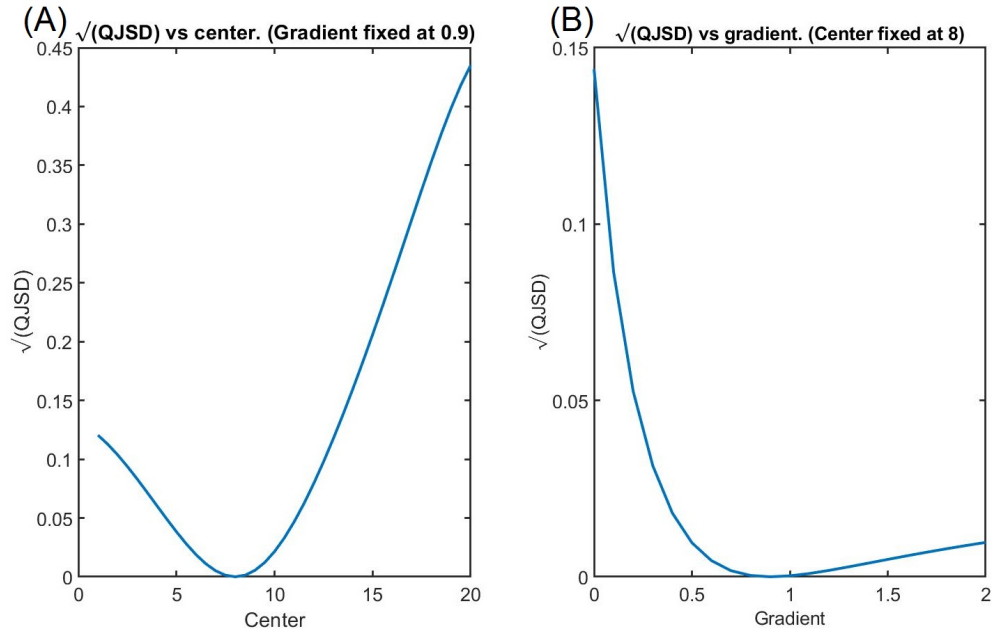 (A)
√(QJSD) vs center. (Gradient fixed at 0.9)
0.45
0.4
0.35
0.3
0.25
0.2
0.15
0.1
0.05
0
√(QJSD)
0 5 10 15 20
Center
(B)
√(QJSD) vs gradient. (Center fixed at 8)
0.15
0.1
0.05
0
√(QJSD)
0 0.5 1 1.5 2
Gradient